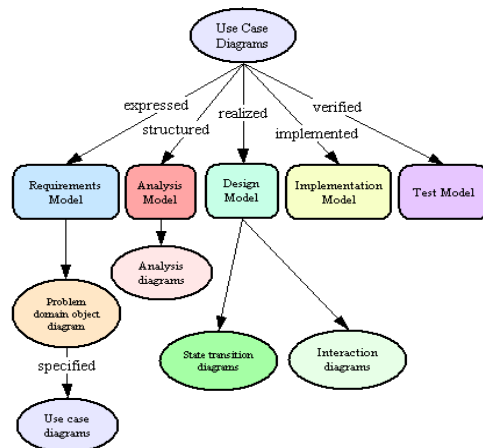 Use Case
Diagrams
expressed
realized
verified
structured
implemented
Requirements
Model
Analysis
Model
Design
Model
Implementation
Model
Test Model
Analysis
diagrams
Problem
domain object
diagram
State transition
diagrams
Interaction
diagrams
specified
Use case
diagrams